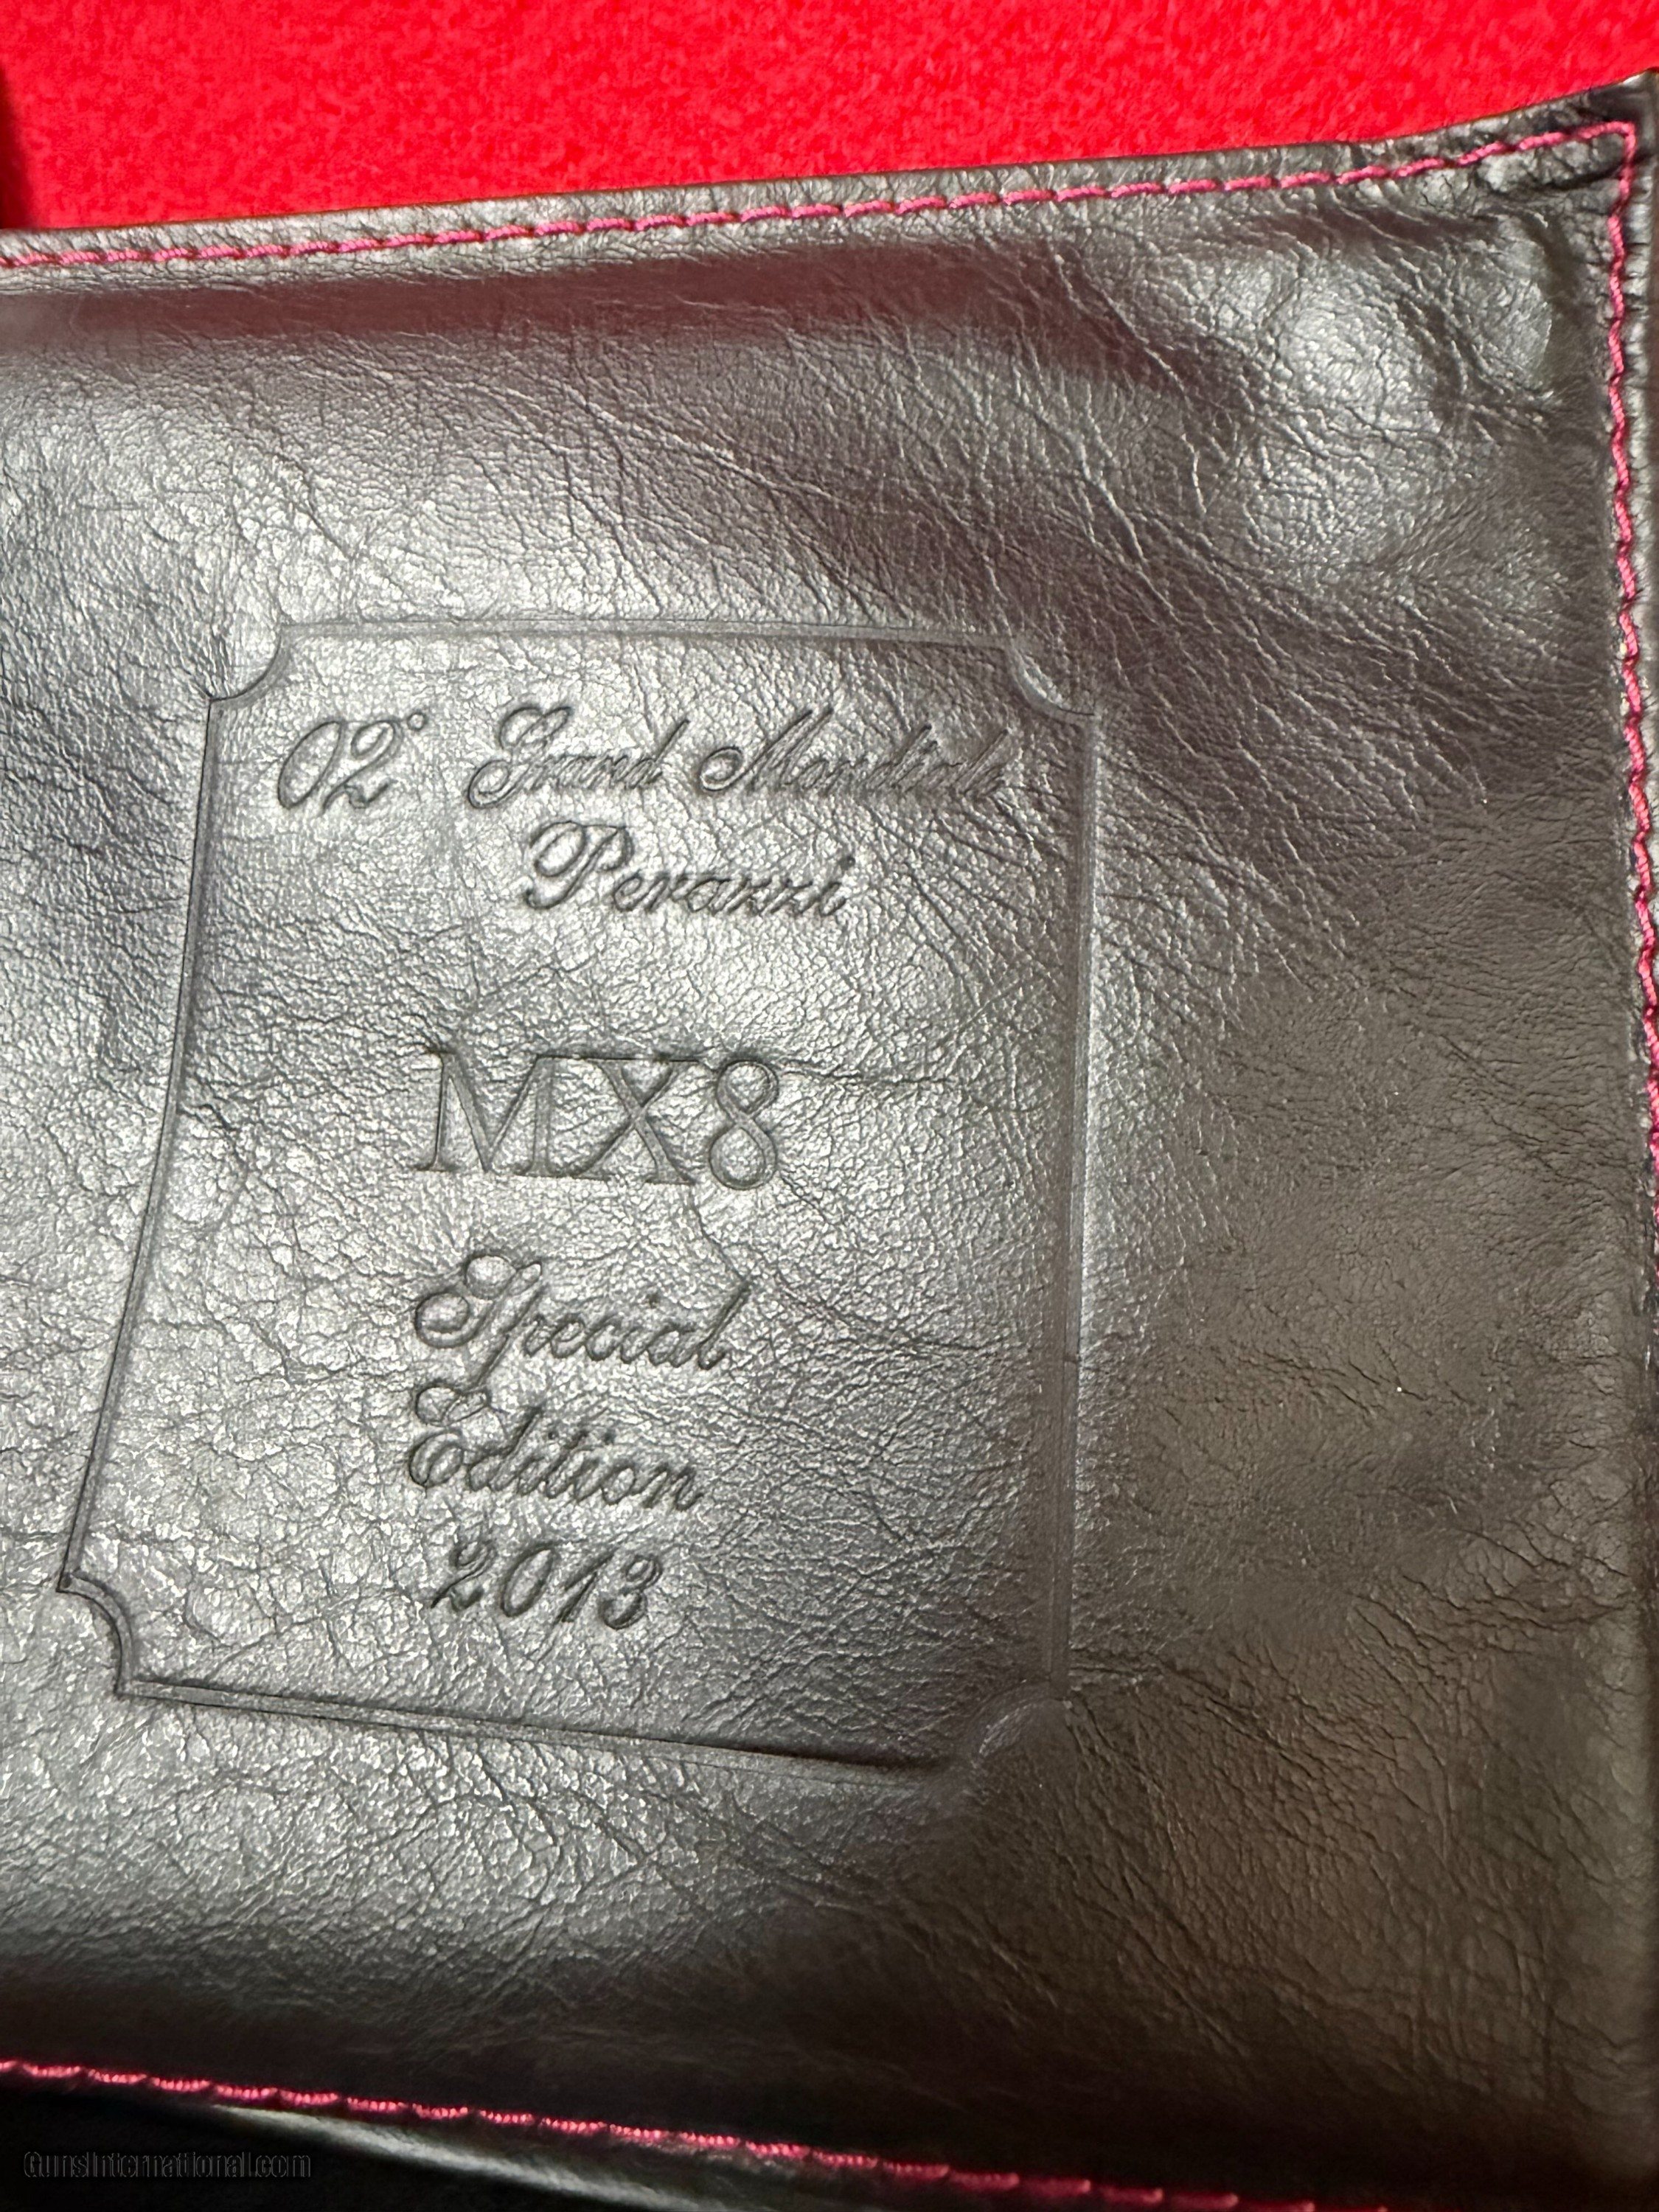 02° Grand Mondiale
Perazzi
MX8
Special
Edition
2013
GunsInternational.com